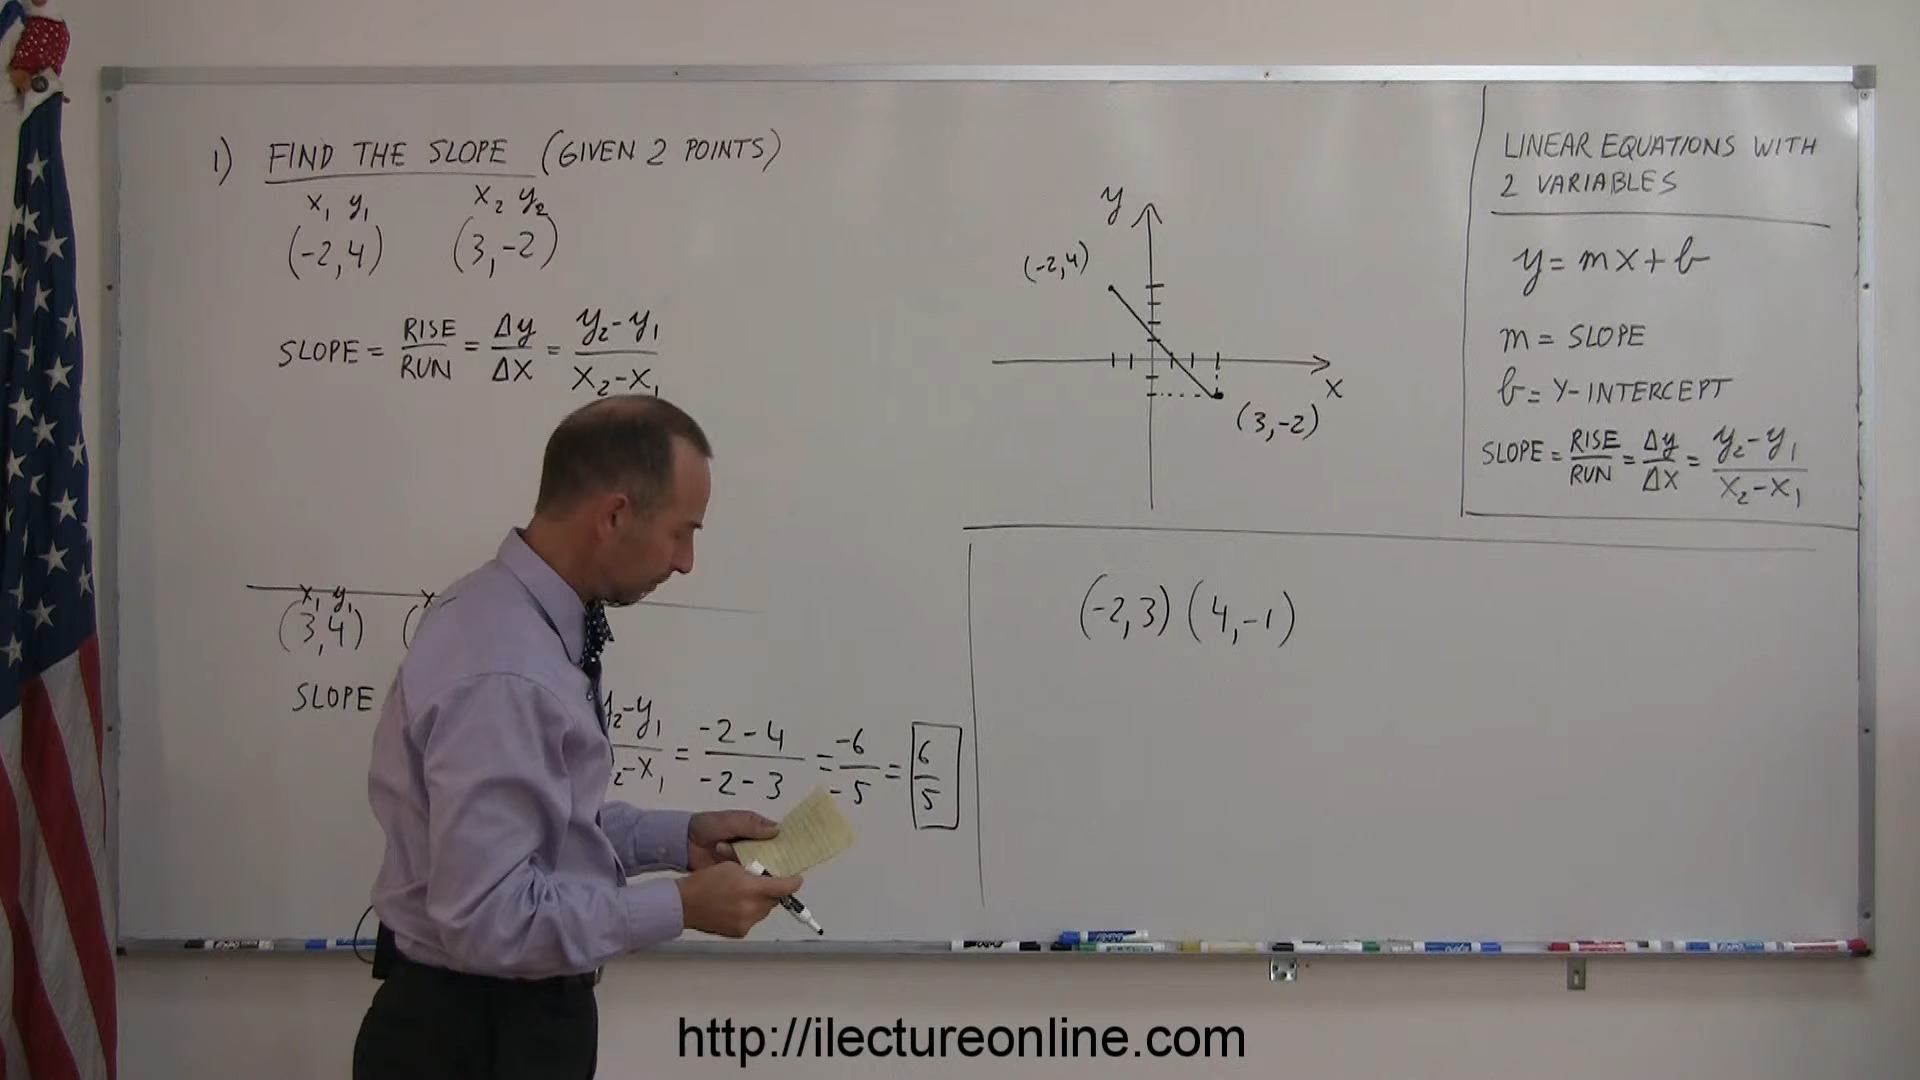 1) FIND THE SLOPE (GIVEN 2 POINTS)
x₁ y₁ x₂ y₂
(-2,4) (3,-2)
SLOPE = RISE/RUN = Δy/Δx = y₂-y₁/x₂-x₁
x₁ y₁ x
(3,4) (
SLOPE y₂-y₁/x₂-x₁ = -2-4/-2-3 = -6/-5 = 6/5
y
(-2,4)
x
(3,-2)
LINEAR EQUATIONS WITH
2 VARIABLES
y = mx + b
m = SLOPE
b = Y-INTERCEPT
SLOPE = RISE/RUN = Δy/Δx = y₂-y₁/x₂-x₁
(-2,3) (4,-1)
http://ilectureonline.com